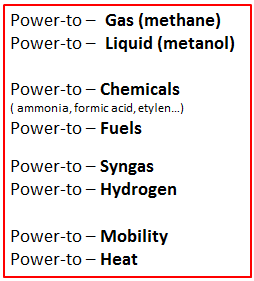 Power-to – Gas (methane)
Power-to – Liquid (metanol)
Power-to – Chemicals
( ammonia, formic acid, etylen...)
Power-to – Fuels
Power-to – Syngas
Power-to – Hydrogen
Power-to – Mobility
Power-to – Heat